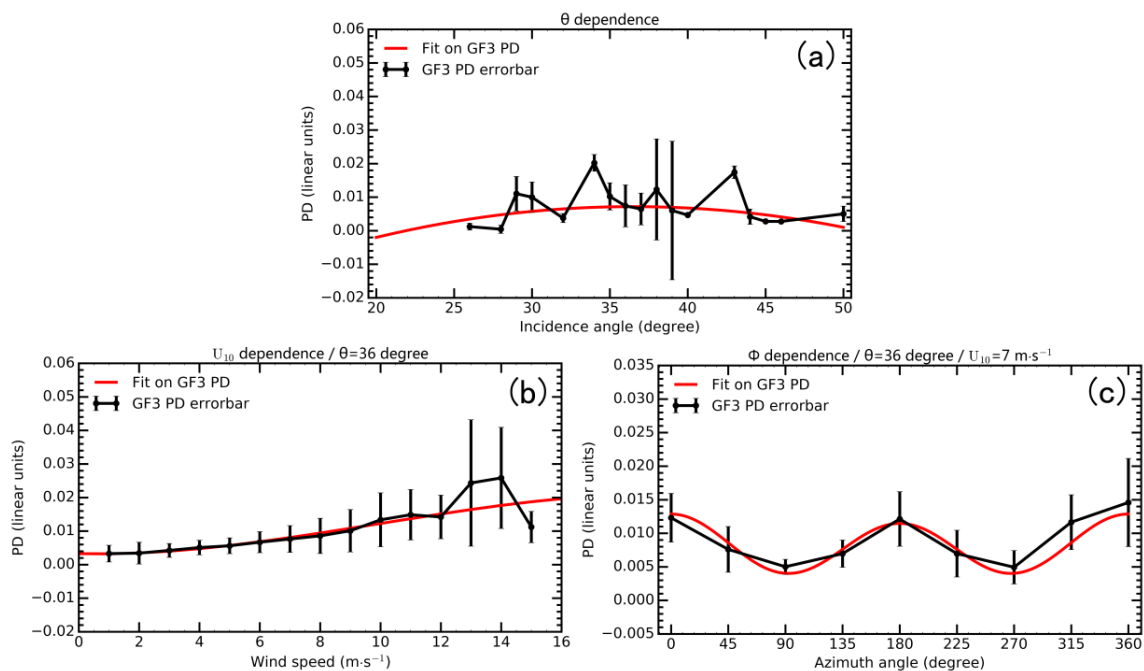 θ dependence
(a)
Fit on GF3 PD
GF3 PD errorbar
PD (linear units)
0.06
0.05
0.04
0.03
0.02
0.01
0.00
−0.01
−0.02
20 25 30 35 40 45 50
Incidence angle (degree)
U₁₀ dependence / θ=36 degree
(b)
Fit on GF3 PD
GF3 PD errorbar
PD (linear units)
0.06
0.05
0.04
0.03
0.02
0.01
0.00
−0.01
−0.02
0 2 4 6 8 10 12 14 16
Wind speed (m·s⁻¹)
Φ dependence / θ=36 degree / U₁₀=7 m·s⁻¹
(c)
Fit on GF3 PD
GF3 PD errorbar
PD (linear units)
0.035
0.030
0.025
0.020
0.015
0.010
0.005
0.000
−0.005
0 45 90 135 180 225 270 315 360
Azimuth angle (degree)